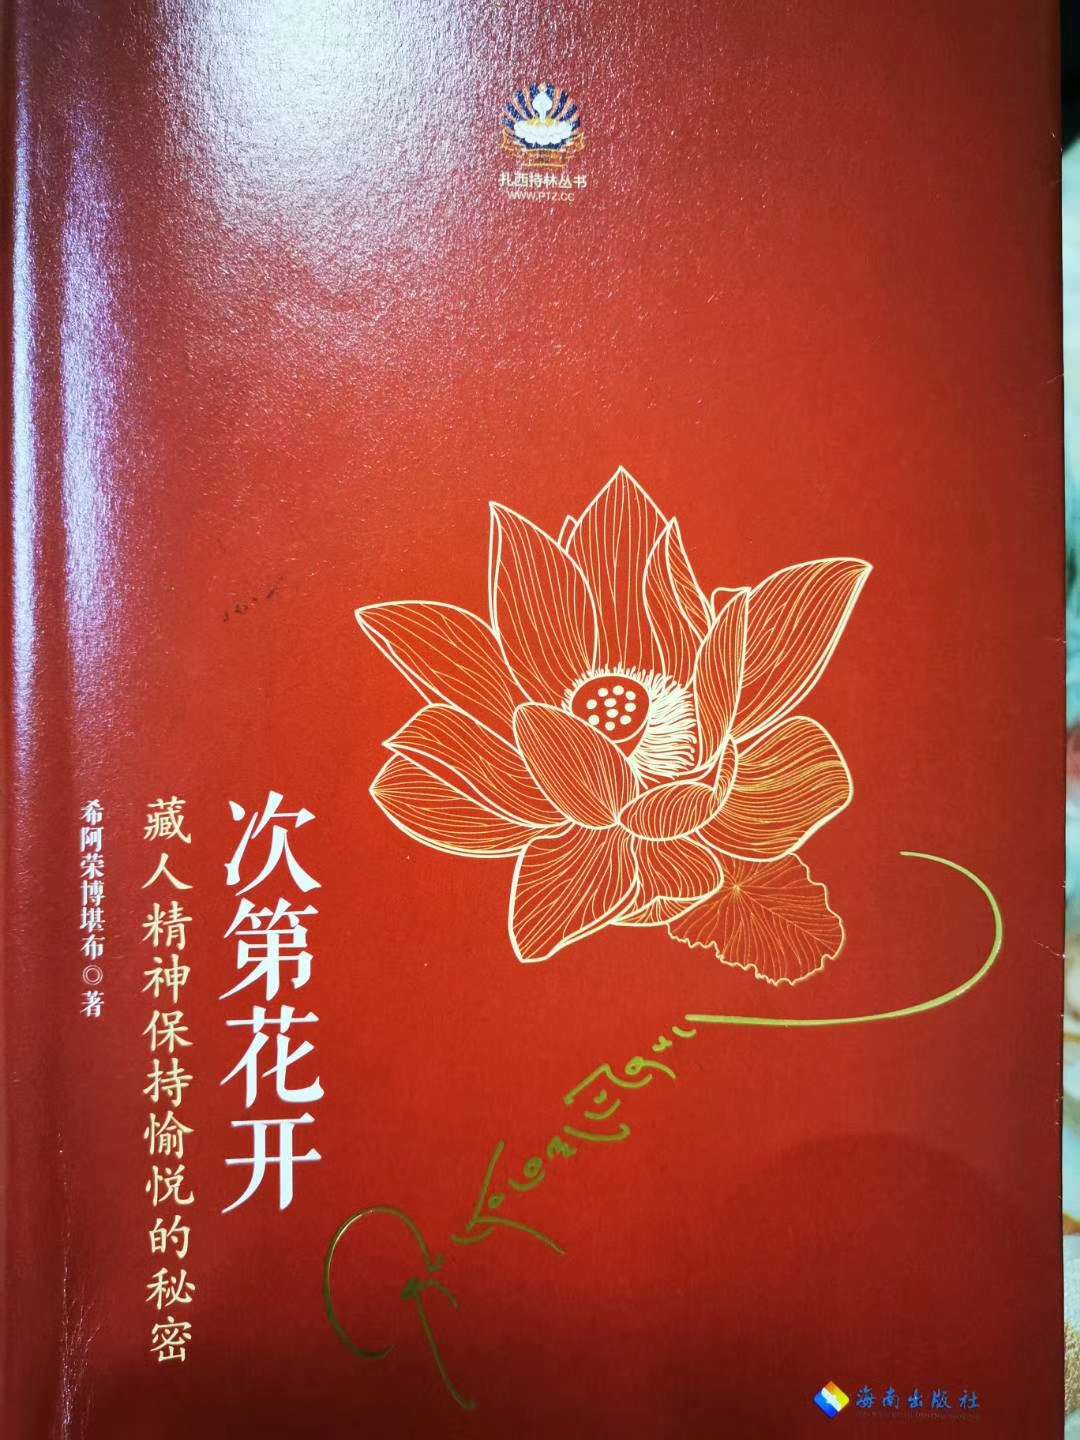 扎西持林丛书
WWW.PTZ.CC
次第花开
藏人精神保持愉悦的秘密
希阿荣博堪布◎著
海南出版社